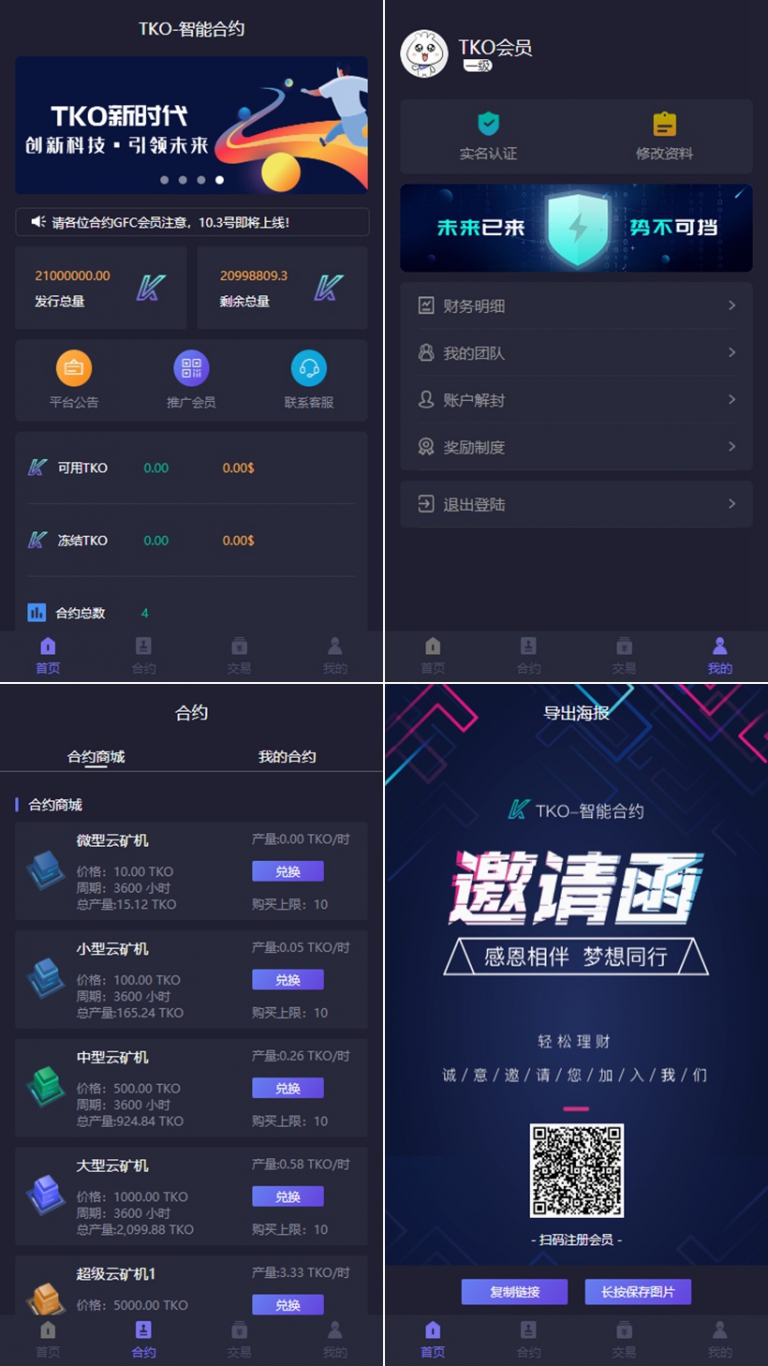 TKO-智能合约
TKO新时代
创新科技·引领未来
请各位合约GFC会员注意，10.3号即将上线!
21000000.00
发行总量
20998809.3
剩余总量
平台公告
推广会员
联系客服
可用TKO 0.00 0.00$
冻结TKO 0.00 0.00$
合约总数 4
首页 合约 交易 我的
TKO会员
一级
实名认证
修改资料
未来已来 势不可挡
财务明细
我的团队
账户解封
奖励制度
退出登陆
首页 合约 交易 我的
合约
合约商城 我的合约
合约商城
微型云矿机 产量:0.00 TKO/时
价格：10.00 TKO 兑换
周期：3600 小时
总产量:15.12 TKO 购买上限：10
小型云矿机 产量:0.05 TKO/时
价格：100.00 TKO 兑换
周期：3600 小时
总产量:165.24 TKO 购买上限：10
中型云矿机 产量:0.26 TKO/时
价格：500.00 TKO 兑换
周期：3600 小时
总产量:924.84 TKO 购买上限：10
大型云矿机 产量:0.58 TKO/时
价格：1000.00 TKO 兑换
周期：3600 小时
总产量:2,099.88 TKO 购买上限：10
超级云矿机1 产量:3.33 TKO/时
价格：5000.00 TKO 兑换
首页 合约 交易 我的
导出海报
TKO-智能合约
邀请函
感恩相伴 梦想同行
轻松理财
诚/意/邀/请/您/加/入/我/们
- 扫码注册会员 -
复制链接 长按保存图片
首页 合约 交易 我的